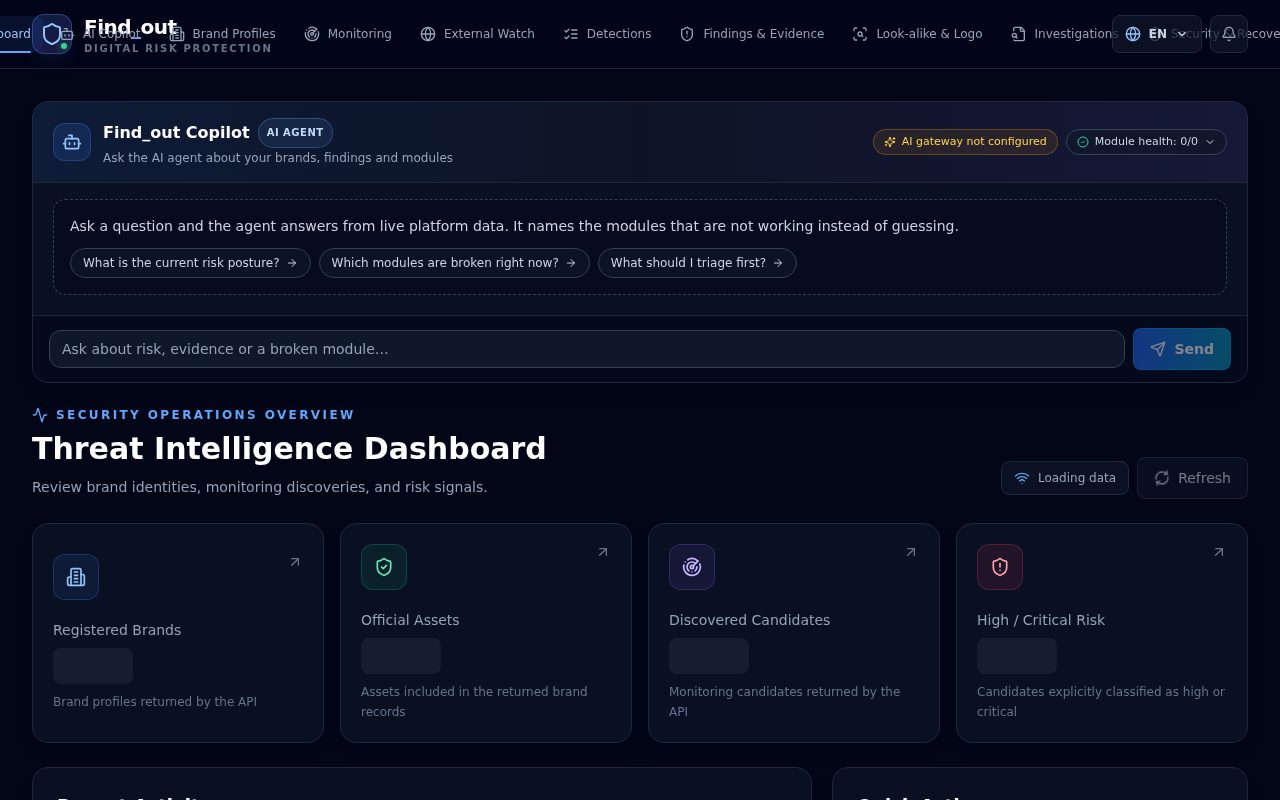 Find_out
DIGITAL RISK PROTECTION
board
AI Copilot
Brand Profiles
Monitoring
External Watch
Detections
Findings & Evidence
Look-alike & Logo
Investigations
EN
Security & Recove
Find_out Copilot
AI AGENT
Ask the AI agent about your brands, findings and modules
AI gateway not configured
Module health: 0/0
Ask a question and the agent answers from live platform data. It names the modules that are not working instead of guessing.
What is the current risk posture?
Which modules are broken right now?
What should I triage first?
Ask about risk, evidence or a broken module...
Send
SECURITY OPERATIONS OVERVIEW
Threat Intelligence Dashboard
Review brand identities, monitoring discoveries, and risk signals.
Loading data
Refresh
Registered Brands
Brand profiles returned by the API
Official Assets
Assets included in the returned brand
records
Discovered Candidates
Monitoring candidates returned by the
API
High / Critical Risk
Candidates explicitly classified as high or
critical